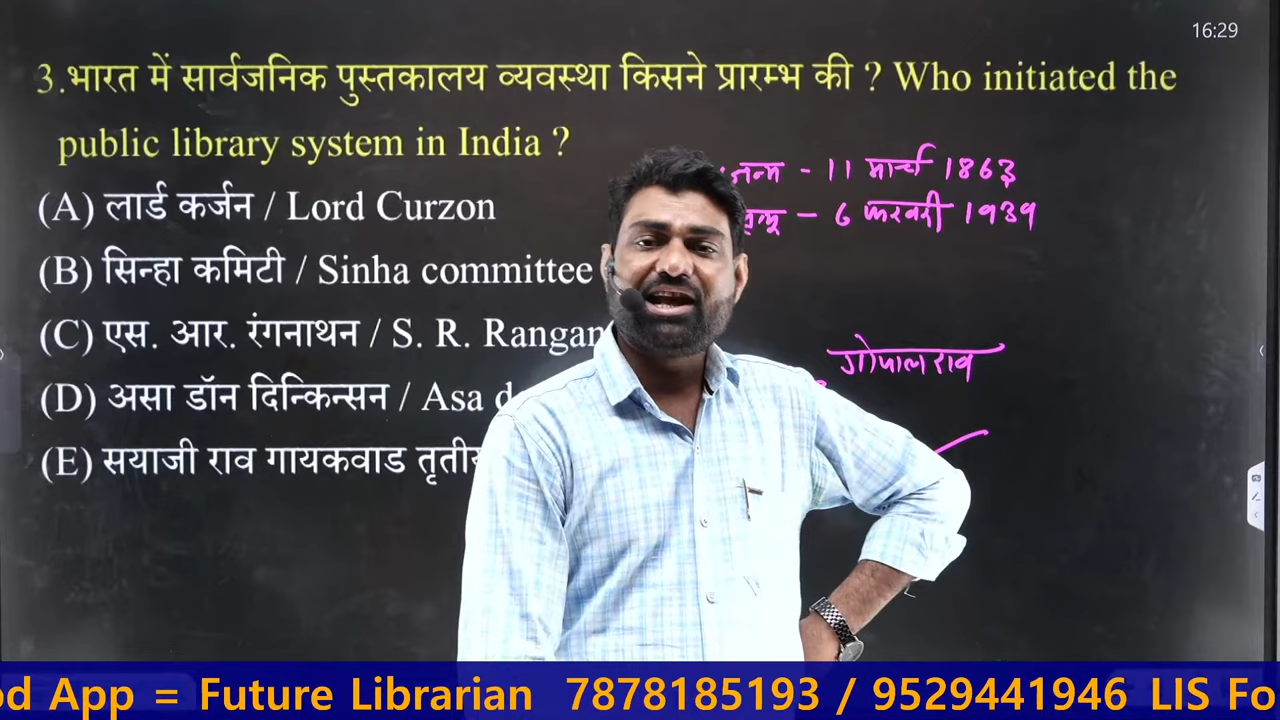 16:29
3.भारत में सार्वजनिक पुस्तकालय व्यवस्था किसने प्रारम्भ की ? Who initiated the
public library system in India ?
जन्म - 11 मार्च 1863
(A) लार्ड कर्जन / Lord Curzon
मृत्यु - 6 फरवरी 1939
(B) सिन्हा कमिटी / Sinha committee
(C) एस. आर. रंगनाथन / S. R. Rangan
गोपाल राव
(D) असा डॉन दिन्किन्सन / Asa d
(E) सयाजी राव गायकवाड
App = Future Librarian 7878185193 / 9529441946 LIS